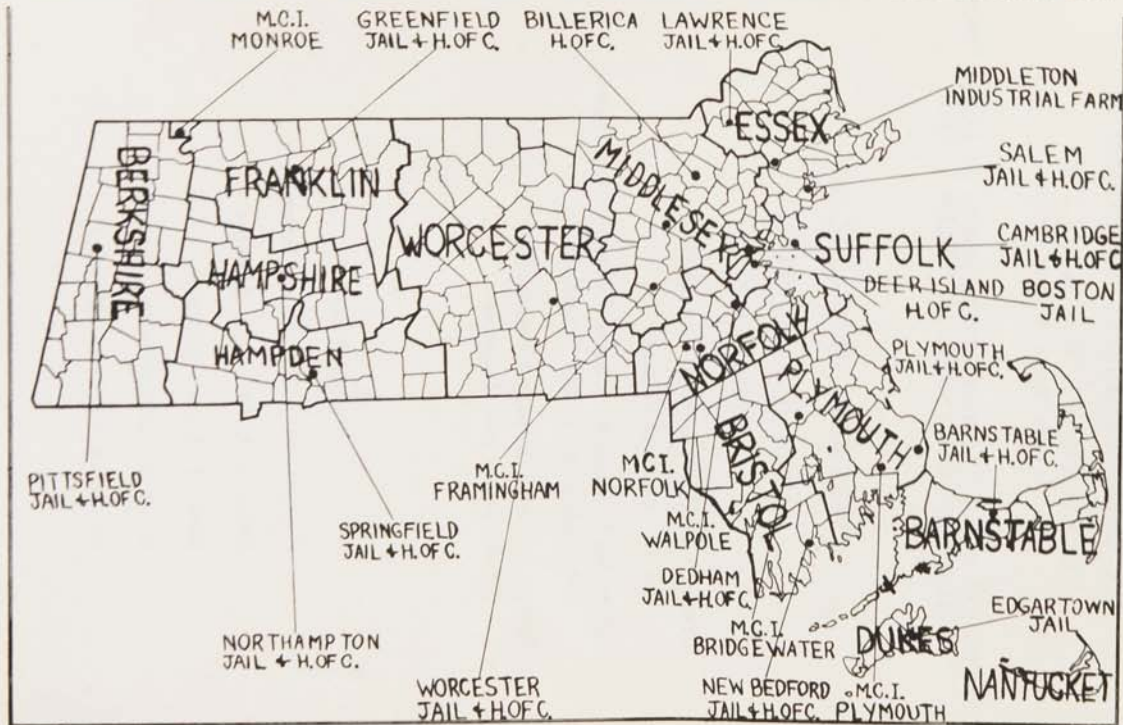 M.C.I.
MONROE
GREENFIELD
JAIL & H.OF C.
BILLERICA
H.OF C.
LAWRENCE
JAIL & H.OF C.
MIDDLETON
INDUSTRIAL FARM
ESSEX
SALEM
JAIL & H.OF C.
BERKSHIRE
FRANKLIN
MIDDLESEX
WORCESTER
SUFFOLK
CAMBRIDGE
JAIL & H.OF C.
HAMPSHIRE
DEER ISLAND
H.OF C.
BOSTON
JAIL
HAMPDEN
NORFOLK
PLYMOUTH
PLYMOUTH
JAIL & H.OF C.
BRISTOL
BARNSTABLE
JAIL & H.OF C.
PITTSFIELD
JAIL & H.OF C.
M.C.I.
FRAMINGHAM
MCI.
NORFOLK
SPRINGFIELD
JAIL & H.OF C.
M.C.I.
WALPOLE
BARNSTABLE
DEDHAM
JAIL & H.OF C.
EDGARTOWN
JAIL
NORTHAMPTON
JAIL & H.OF C.
M.C.I.
BRIDGEWATER
DUKES
WORCESTER
JAIL & H.OF C.
NEW BEDFORD
JAIL & H.OF C.
M.C.I.
PLYMOUTH
NANTUCKET